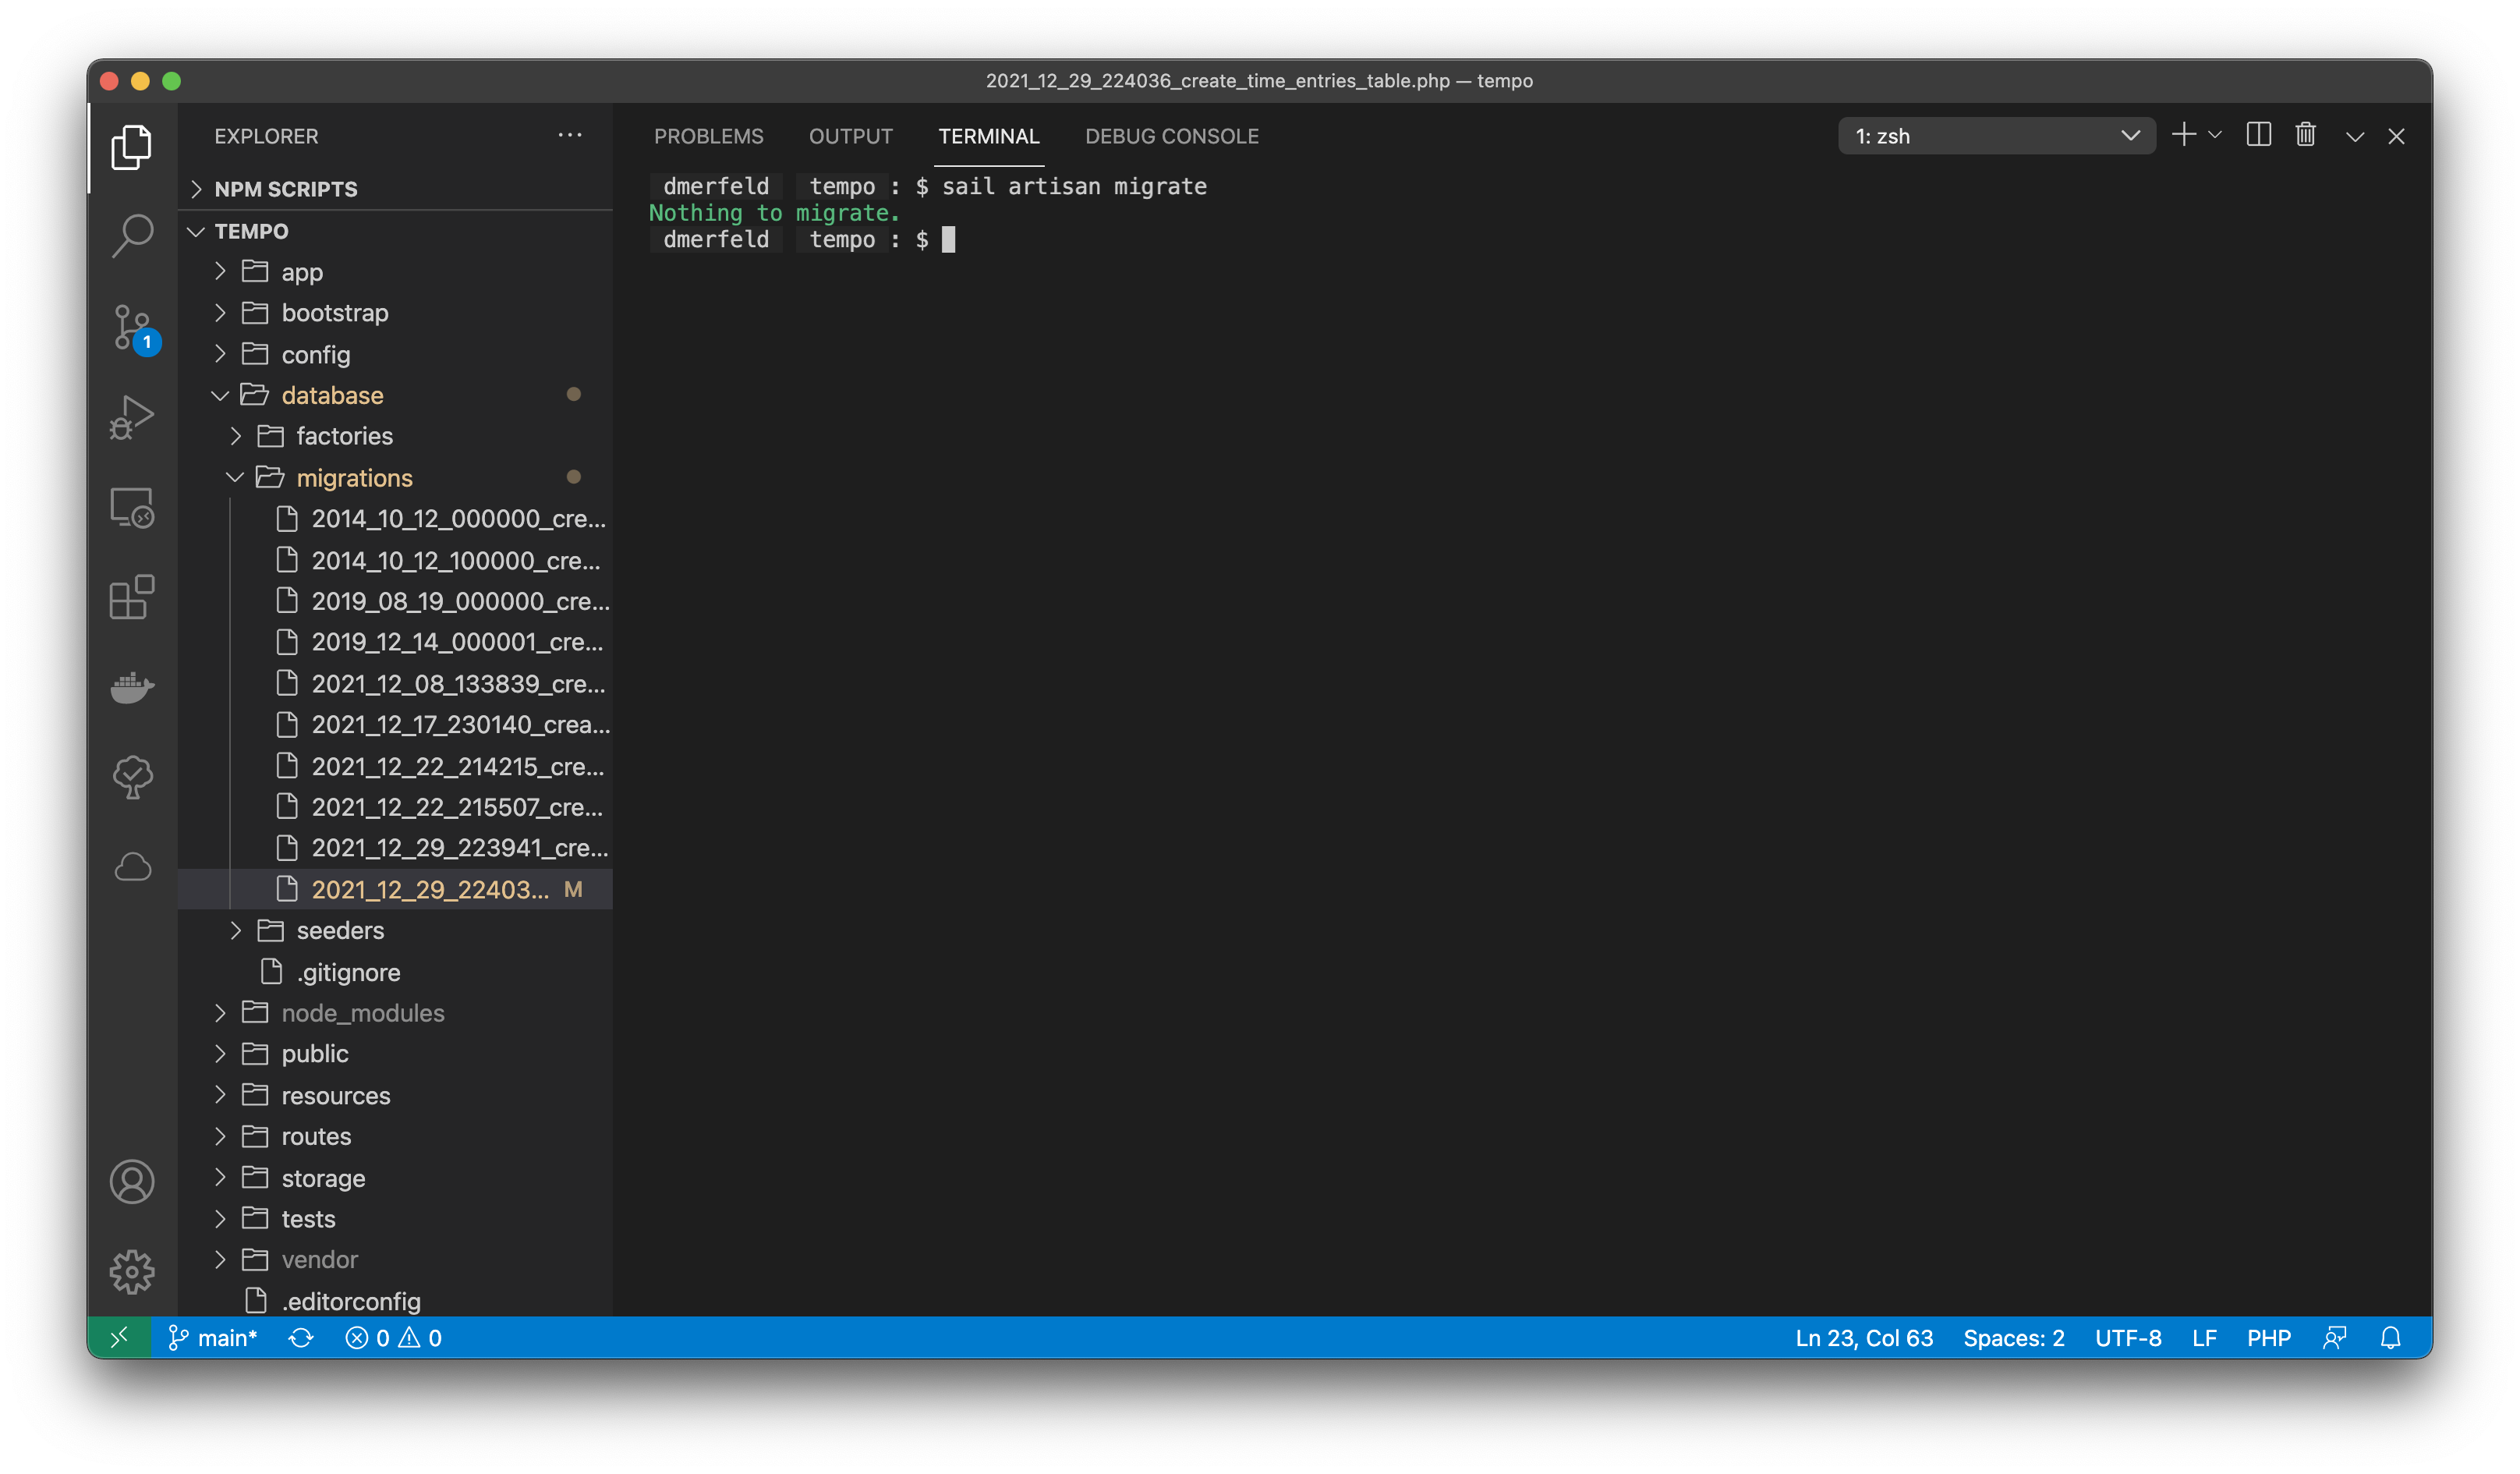 2021_12_29_224036_create_time_entries_table.php — tempo
EXPLORER
PROBLEMS OUTPUT TERMINAL DEBUG CONSOLE
1: zsh
NPM SCRIPTS
TEMPO
app
bootstrap
config
database
factories
migrations
2014_10_12_000000_cre...
2014_10_12_100000_cre...
2019_08_19_000000_cre...
2019_12_14_000001_cre...
2021_12_08_133839_cre...
2021_12_17_230140_crea...
2021_12_22_214215_cre...
2021_12_22_215507_cre...
2021_12_29_223941_cre...
2021_12_29_22403... M
seeders
.gitignore
node_modules
public
resources
routes
storage
tests
vendor
.editorconfig
1
dmerfeld tempo : $ sail artisan migrate
Nothing to migrate.
dmerfeld tempo : $
main* 0 0
Ln 23, Col 63 Spaces: 2 UTF-8 LF PHP